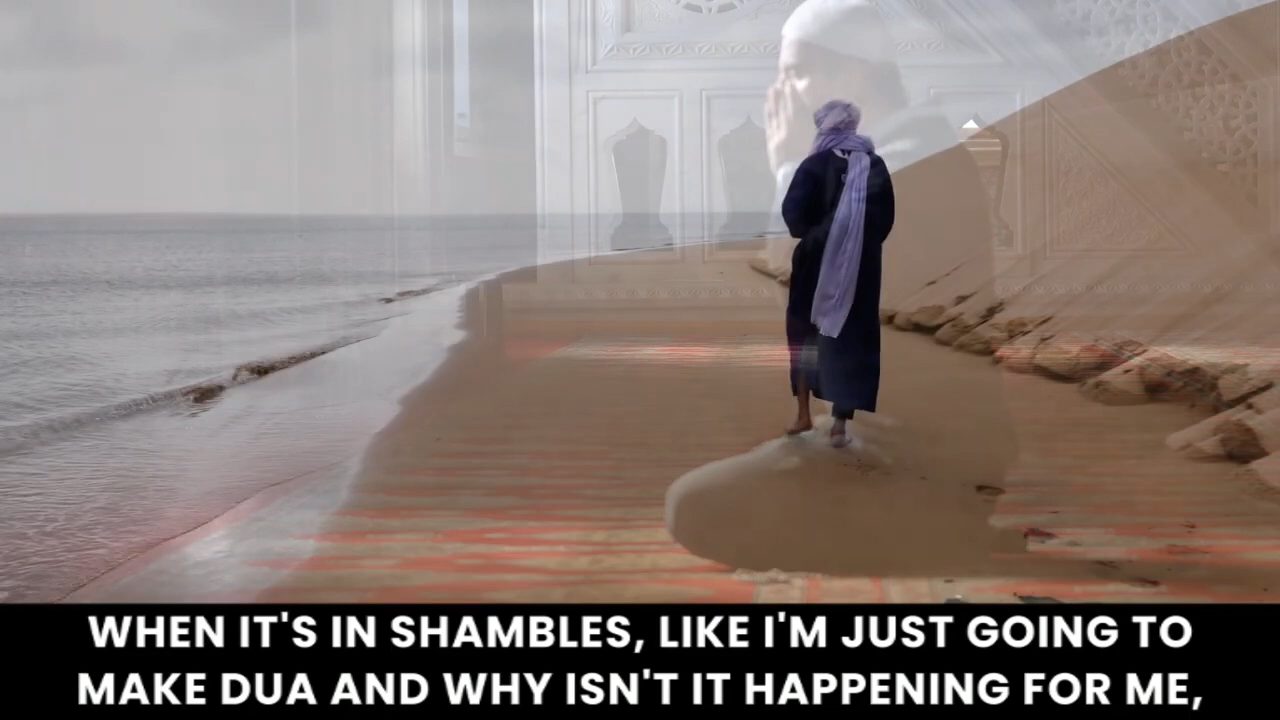 WHEN IT'S IN SHAMBLES, LIKE I'M JUST GOING TO
MAKE DUA AND WHY ISN'T IT HAPPENING FOR ME,